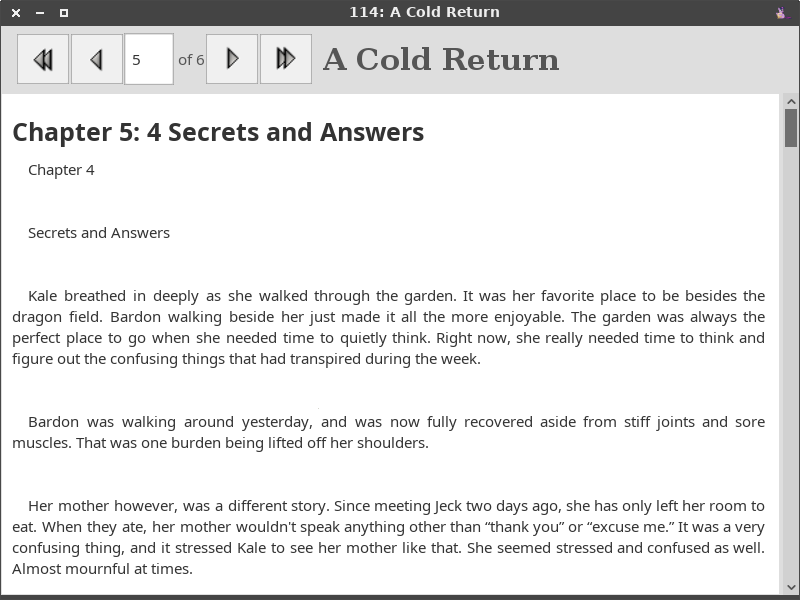 114: A Cold Return
5 of 6 A Cold Return
Chapter 5: 4 Secrets and Answers
Chapter 4
Secrets and Answers
Kale breathed in deeply as she walked through the garden. It was her favorite place to be besides the
dragon field. Bardon walking beside her just made it all the more enjoyable. The garden was always the
perfect place to go when she needed time to quietly think. Right now, she really needed time to think and
figure out the confusing things that had transpired during the week.
Bardon was walking around yesterday, and was now fully recovered aside from stiff joints and sore
muscles. That was one burden being lifted off her shoulders.
Her mother however, was a different story. Since meeting Jeck two days ago, she has only left her room to
eat. When they ate, her mother wouldn't speak anything other than “thank you” or “excuse me.” It was a very
confusing thing, and it stressed Kale to see her mother like that. She seemed stressed and confused as well.
Almost mournful at times.